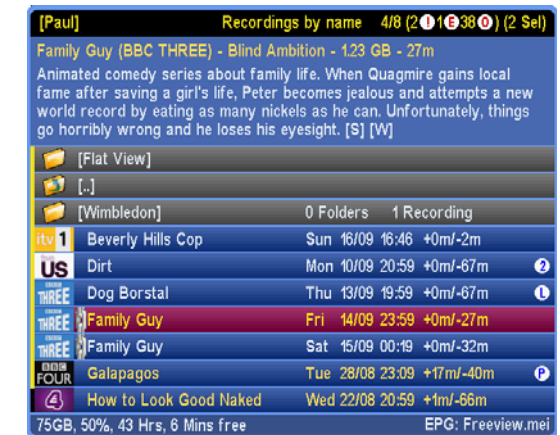 [Paul] Recordings by name 4/8 (2 I 1 E 38 O) (2 Sel)
Family Guy (BBC THREE) - Blind Ambition - 1.23 GB - 27m
Animated comedy series about family life. When Quagmire gains local
fame after saving a girl's life, Peter becomes jealous and attempts a new
world record by eating as many nickels as he can. Unfortunately, things
go horribly wrong and he loses his eyesight. [S] [W]
[Flat View]
[..]
[Wimbledon] 0 Folders 1 Recording
itv 1 Beverly Hills Cop Sun 16/09 16:46 +0m/-2m
US Dirt Mon 10/09 20:59 +0m/-67m 2
THREE Dog Borstal Thu 13/09 19:59 +0m/-67m L
THREE Family Guy Fri 14/09 23:59 +0m/-27m
THREE Family Guy Sat 15/09 00:19 +0m/-32m
BBC FOUR Galapagos Tue 28/08 23:09 +17m/-40m P
4 How to Look Good Naked Wed 22/08 20:59 +1m/-66m
75GB, 50%, 43 Hrs, 6 Mins free EPG: Freeview.mei